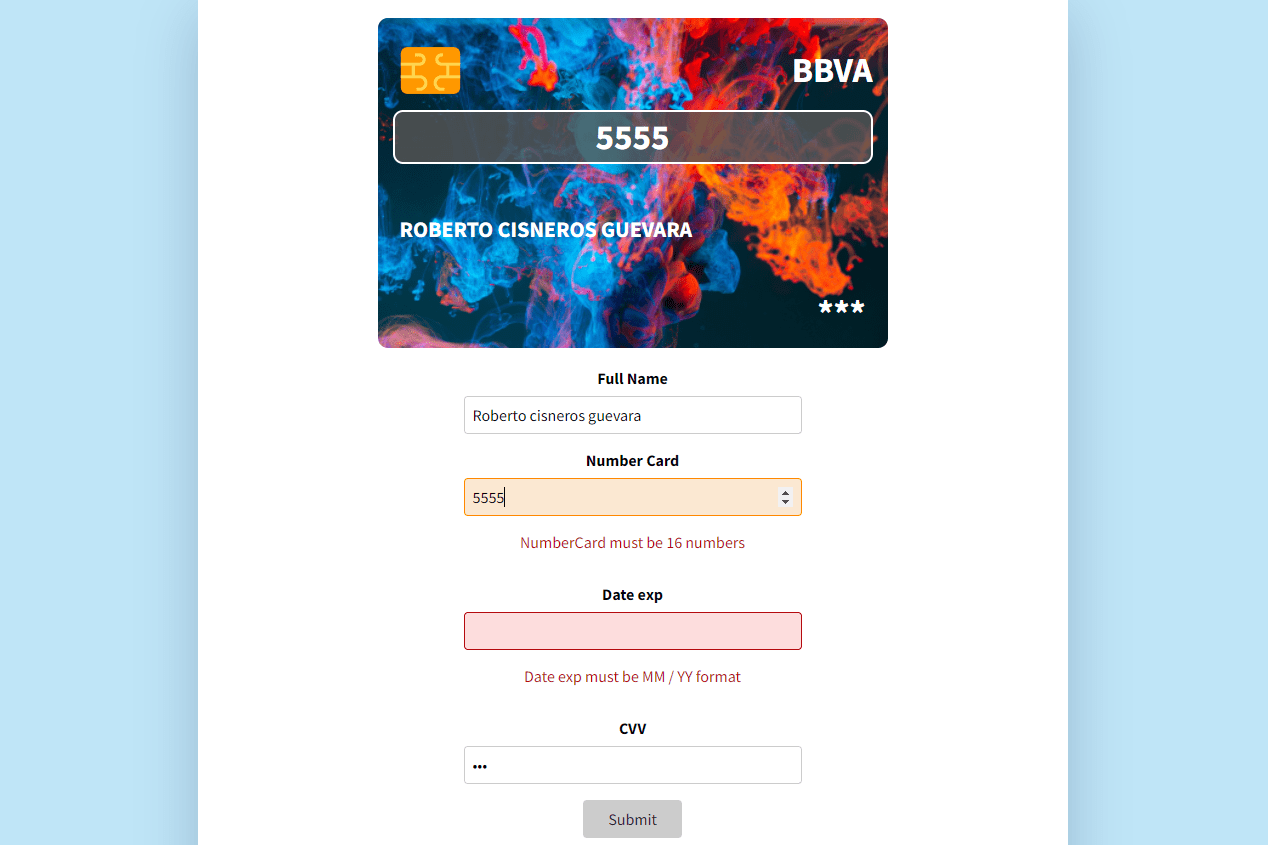 BBVA
5555
ROBERTO CISNEROS GUEVARA
***
Full Name
Roberto cisneros guevara
Number Card
5555
NumberCard must be 16 numbers
Date exp
Date exp must be MM / YY format
CVV
•••
Submit